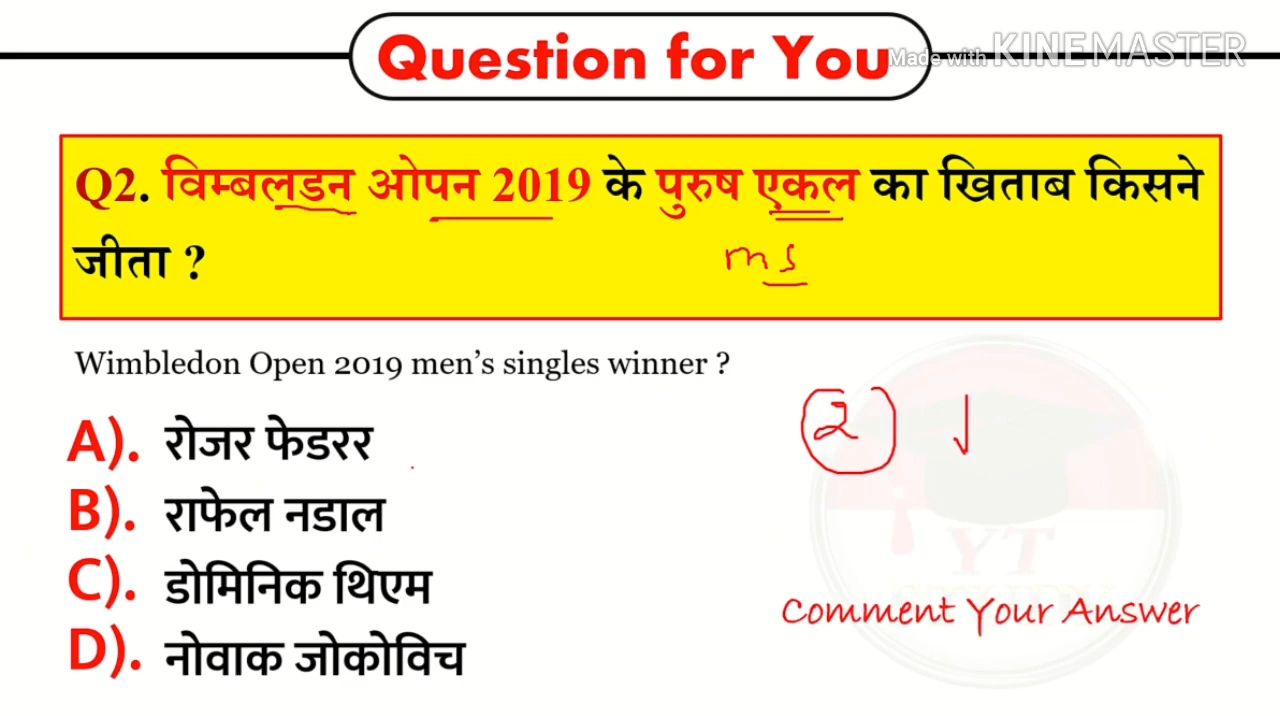 Question for You
Made with KINEMASTER
Q2. विम्बलडन ओपन 2019 के पुरुष एकल का खिताब किसने
जीता ?
ms
Wimbledon Open 2019 men's singles winner ?
2
A). रोजर फेडरर
B). राफेल नडाल
C). डोमिनिक थिएम
D). नोवाक जोकोविच
YT
Comment Your Answer